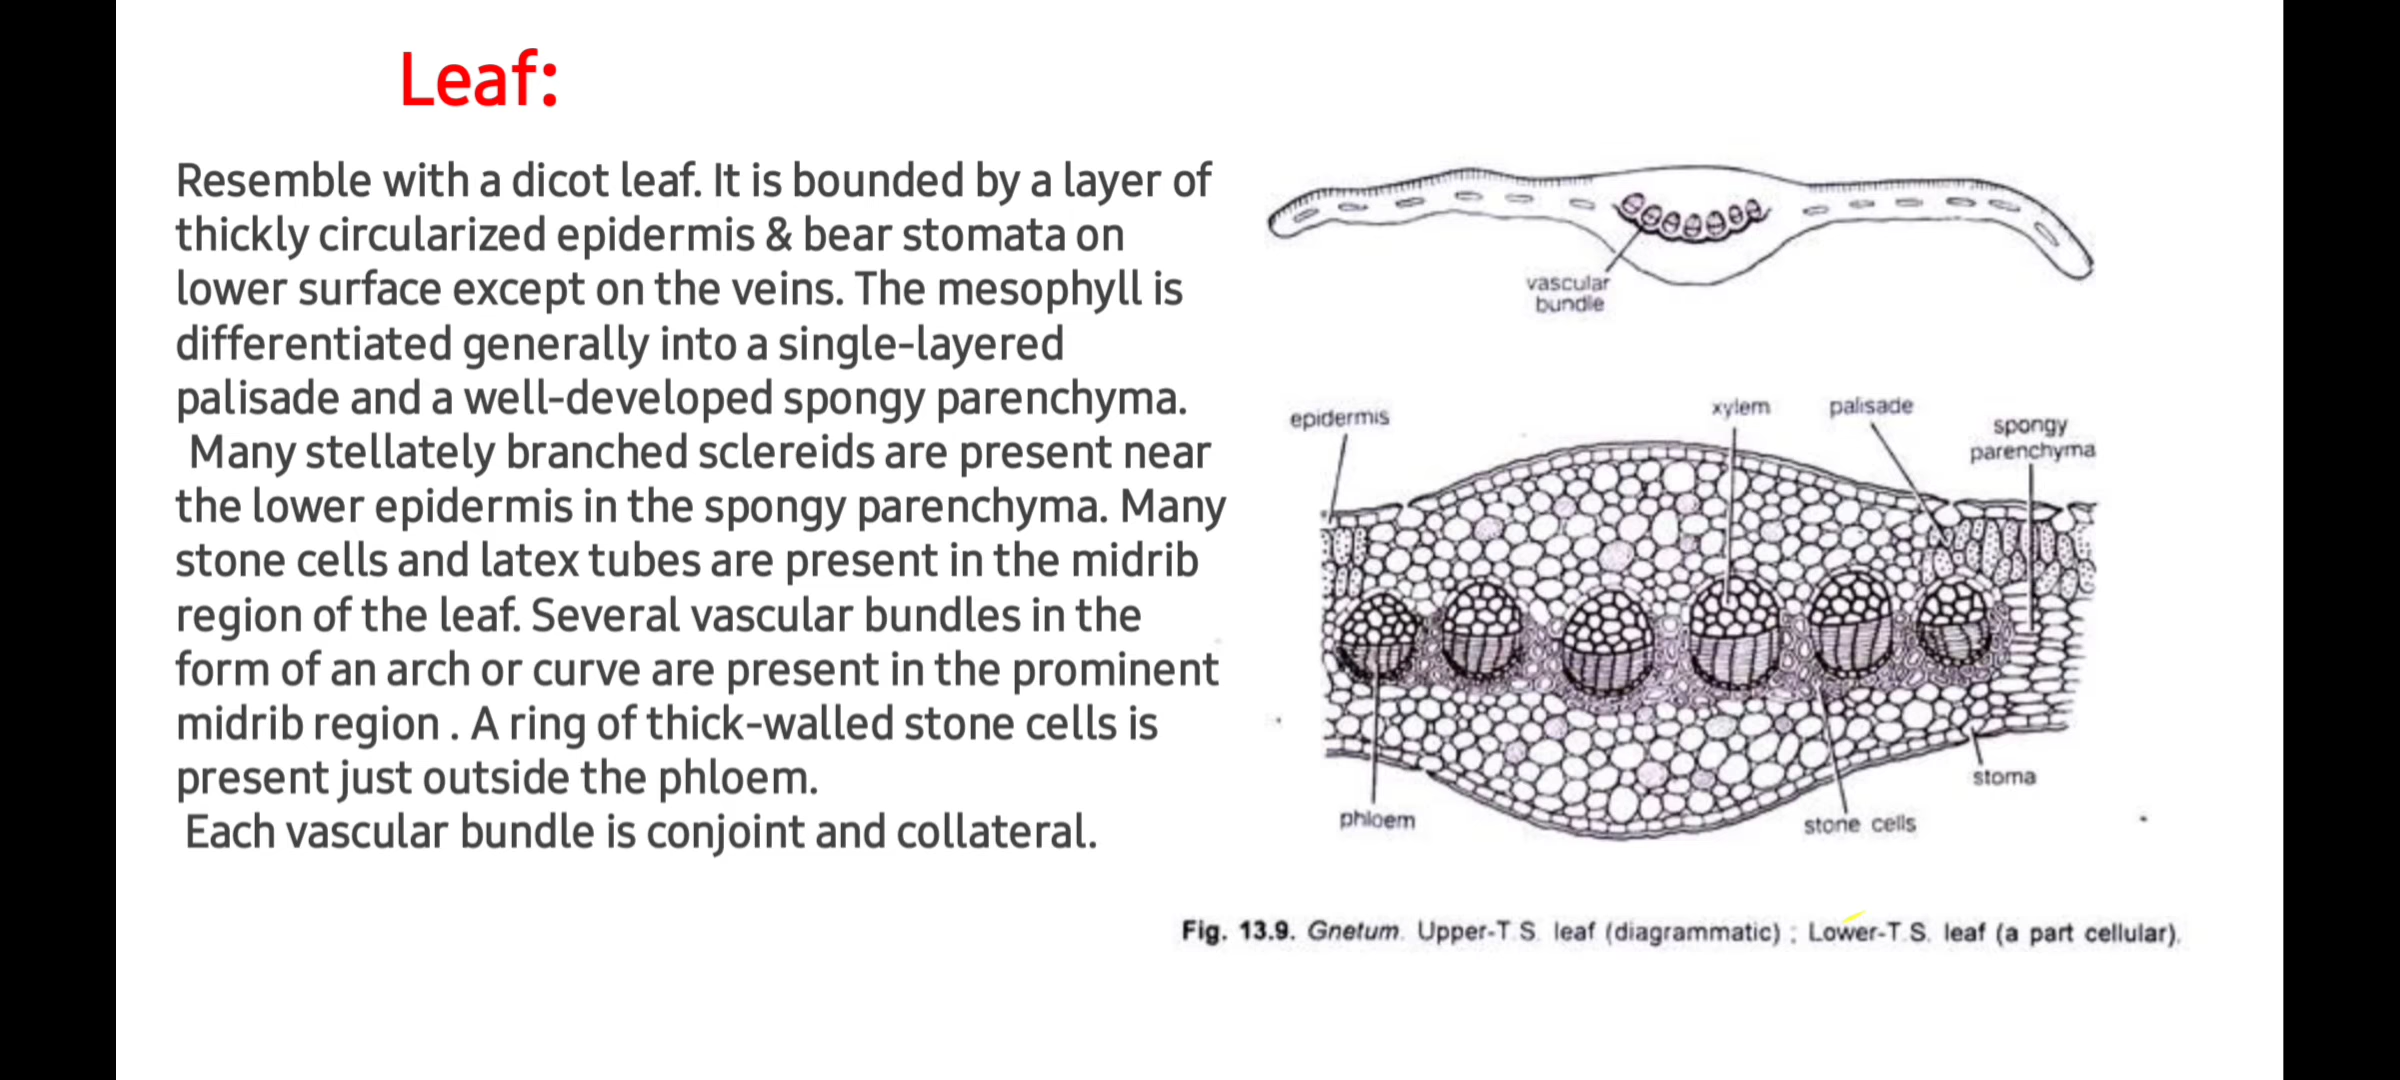 Leaf:
Resemble with a dicot leaf. It is bounded by a layer of
thickly circularized epidermis & bear stomata on
lower surface except on the veins. The mesophyll is
differentiated generally into a single-layered
palisade and a well-developed spongy parenchyma.
Many stellately branched sclereids are present near
the lower epidermis in the spongy parenchyma. Many
stone cells and latex tubes are present in the midrib
region of the leaf. Several vascular bundles in the
form of an arch or curve are present in the prominent
midrib region . A ring of thick-walled stone cells is
present just outside the phloem.
Each vascular bundle is conjoint and collateral.
vascular
bundle
epidermis
xylem
palisade
spongy
parenchyma
phloem
stone cells
stoma
Fig. 13.9. Gnetum. Upper-T.S. leaf (diagrammatic) ; Lower-T.S. leaf (a part cellular).